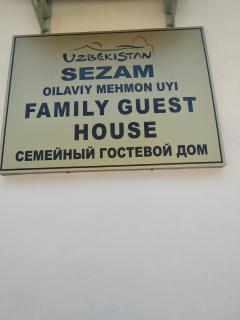 UZBEKISTAN
SEZAM
OILAVIY MEHMON UYI
FAMILY GUEST
HOUSE
СЕМЕЙНЫЙ ГОСТЕВОЙ ДОМ